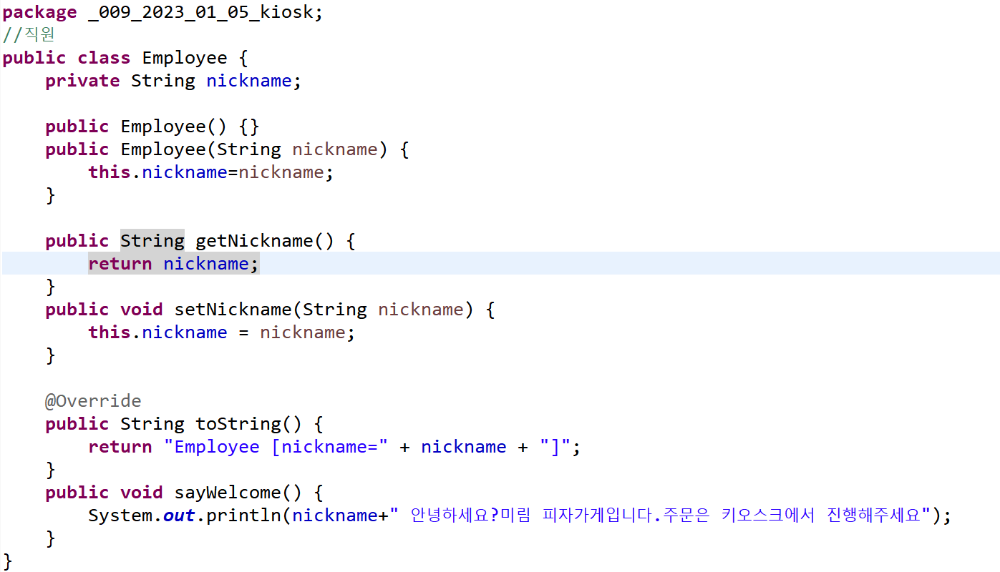 package _009_2023_01_05_kiosk;
//직원
public class Employee {
    private String nickname;
    public Employee() {}
    public Employee(String nickname) {
        this.nickname=nickname;
    }
    public String getNickname() {
        return nickname;
    }
    public void setNickname(String nickname) {
        this.nickname = nickname;
    }
    @Override
    public String toString() {
        return "Employee [nickname=" + nickname + "]";
    }
    public void sayWelcome() {
        System.out.println(nickname+" 안녕하세요?미림 피자가게입니다.주문은 키오스크에서 진행해주세요");
    }
}